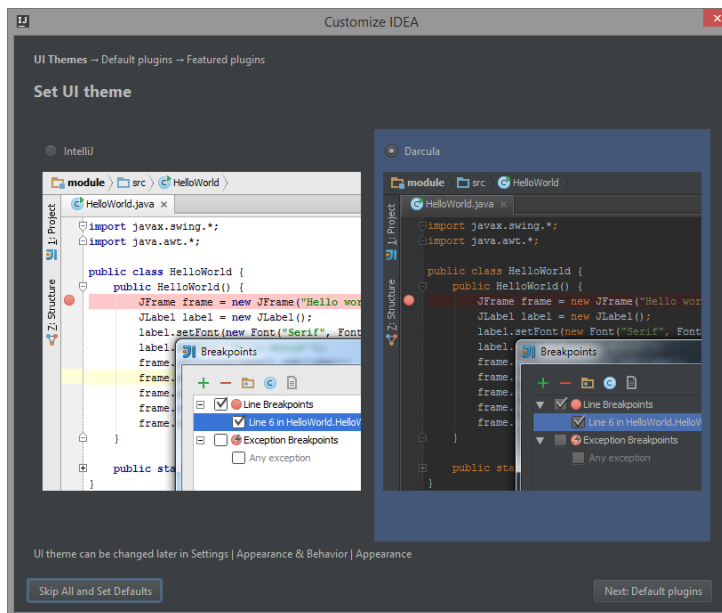 Customize IDEA
UI Themes → Default plugins → Featured plugins
Set UI theme
IntelliJ
module src HelloWorld
1: Project
Z: Structure
HelloWorld.java ×
import javax.swing.*;
import java.awt.*;
public class HelloWorld {
public HelloWorld() {
JFrame frame = new JFrame("Hello wor
JLabel label = new JLabel();
label.setFont(new Font("Serif", Font
label.
frame.
frame.
frame.
frame.
frame.
}
public sta
}
Breakpoints
Line Breakpoints
Line 6 in HelloWorld.HelloW
Exception Breakpoints
Any exception
Darcula
module src HelloWorld
1: Project
Z: Structure
HelloWorld.java ×
import javax.swing.*;
import java.awt.*;
public class HelloWorld {
public HelloWorld() {
JFrame frame = new JFrame("Hello wor
JLabel label = new JLabel();
label.setFont(new Font("Serif", Font
label.
frame.
frame.
frame.
frame.
frame.
}
public sta
}
Breakpoints
Line Breakpoints
Line 6 in HelloWorld.HelloW
Exception Breakpoints
Any exception
UI theme can be changed later in Settings | Appearance & Behavior | Appearance
Skip All and Set Defaults
Next: Default plugins